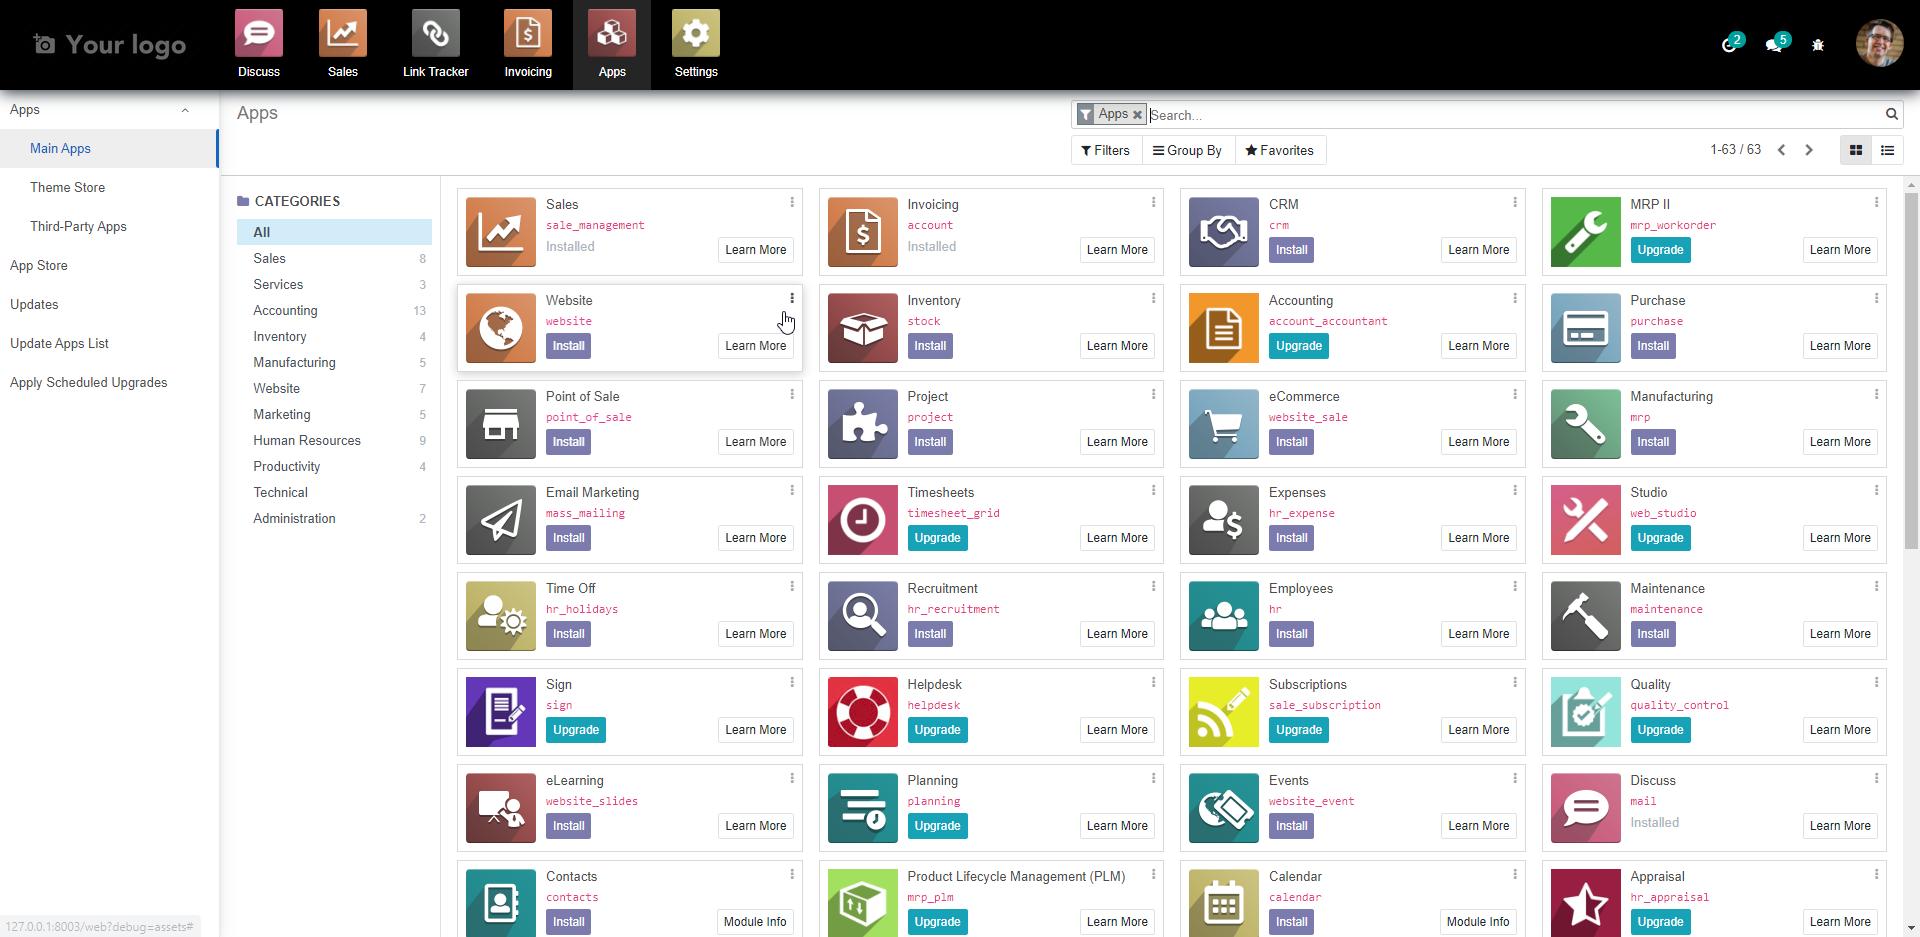 Your logo
Discuss
Sales
Link Tracker
Invoicing
Apps
Settings
2
5
Apps
Main Apps
Theme Store
Third-Party Apps
App Store
Updates
Update Apps List
Apply Scheduled Upgrades
Apps
Apps
Search...
Filters
Group By
Favorites
1-63 / 63
CATEGORIES
All
Sales 8
Services 3
Accounting 13
Inventory 4
Manufacturing 5
Website 7
Marketing 5
Human Resources 9
Productivity 4
Technical
Administration 2
Sales
sale_management
Installed
Learn More
Invoicing
account
Installed
Learn More
CRM
crm
Install
Learn More
MRP II
mrp_workorder
Upgrade
Learn More
Website
website
Install
Learn More
Inventory
stock
Install
Learn More
Accounting
account_accountant
Upgrade
Learn More
Purchase
purchase
Install
Learn More
Point of Sale
point_of_sale
Install
Learn More
Project
project
Install
Learn More
eCommerce
website_sale
Install
Learn More
Manufacturing
mrp
Install
Learn More
Email Marketing
mass_mailing
Install
Learn More
Timesheets
timesheet_grid
Upgrade
Learn More
Expenses
hr_expense
Install
Learn More
Studio
web_studio
Upgrade
Learn More
Time Off
hr_holidays
Install
Learn More
Recruitment
hr_recruitment
Install
Learn More
Employees
hr
Install
Learn More
Maintenance
maintenance
Install
Learn More
Sign
sign
Upgrade
Learn More
Helpdesk
helpdesk
Upgrade
Learn More
Subscriptions
sale_subscription
Upgrade
Learn More
Quality
quality_control
Upgrade
Learn More
eLearning
website_slides
Install
Learn More
Planning
planning
Upgrade
Learn More
Events
website_event
Install
Learn More
Discuss
mail
Installed
Learn More
Contacts
contacts
Install
Module Info
Product Lifecycle Management (PLM)
mrp_plm
Upgrade
Learn More
Calendar
calendar
Install
Module Info
Appraisal
hr_appraisal
Upgrade
Learn More
127.0.0.1:8003/web?debug=assets#